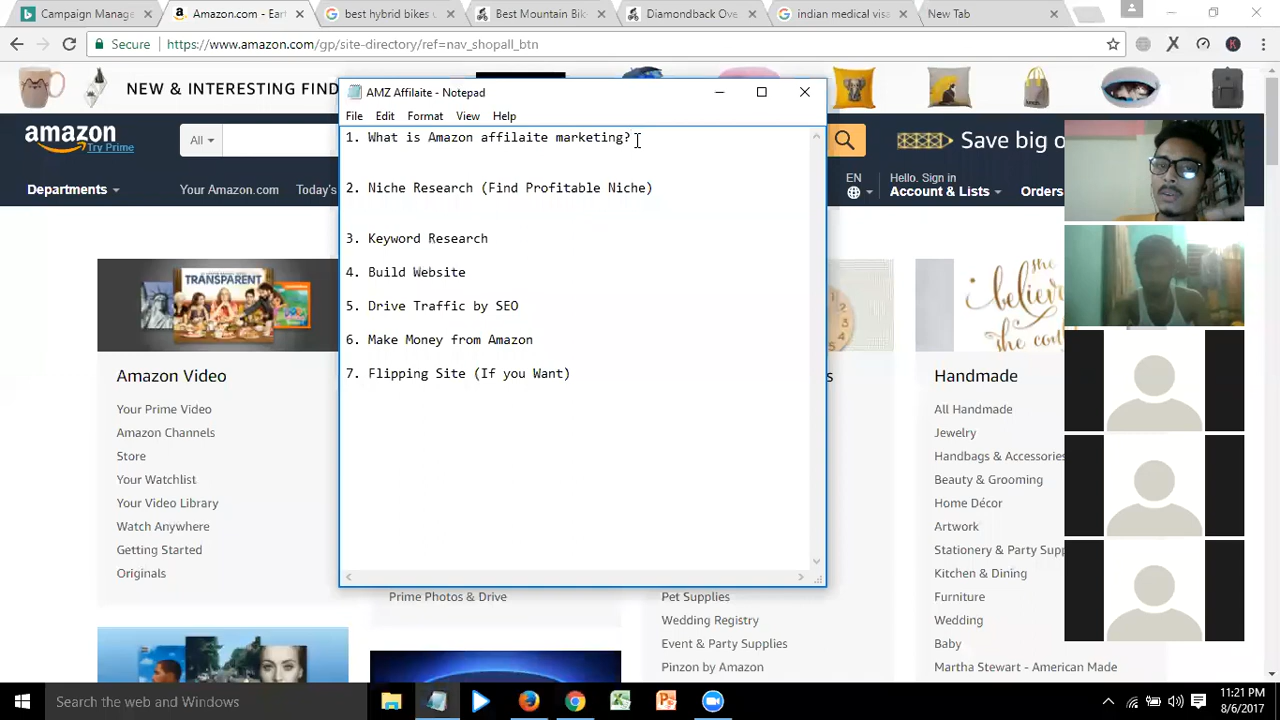 Campaign Manage
Amazon.com - Eart
best hybrid bikes u
Best Mountain Bik
Diamondback Ove
indian medical visa
New Tab
Secure
https://www.amazon.com/gp/site-directory/ref=nav_shopall_btn
NEW & INTERESTING FIND
AMZ Affilaite - Notepad
File Edit Format View Help
1. What is Amazon affilaite marketing?
2. Niche Research (Find Profitable Niche)
3. Keyword Research
4. Build Website
5. Drive Traffic by SEO
6. Make Money from Amazon
7. Flipping Site (If you Want)
amazon
Try Prime
All
Save big o
Departments
Your Amazon.com
Today's
EN
Hello. Sign in
Account & Lists
Orders
TRANSPARENT
Amazon Video
Your Prime Video
Amazon Channels
Store
Your Watchlist
Your Video Library
Watch Anywhere
Getting Started
Originals
Prime Photos & Drive
s
Pet Supplies
Wedding Registry
Event & Party Supplies
Pinzon by Amazon
she
believe
she co
Handmade
All Handmade
Jewelry
Handbags & Accessories
Beauty & Grooming
Home Décor
Artwork
Stationery & Party Supp
Kitchen & Dining
Furniture
Wedding
Baby
Martha Stewart - American Made
Search the web and Windows
11:21 PM
8/6/2017